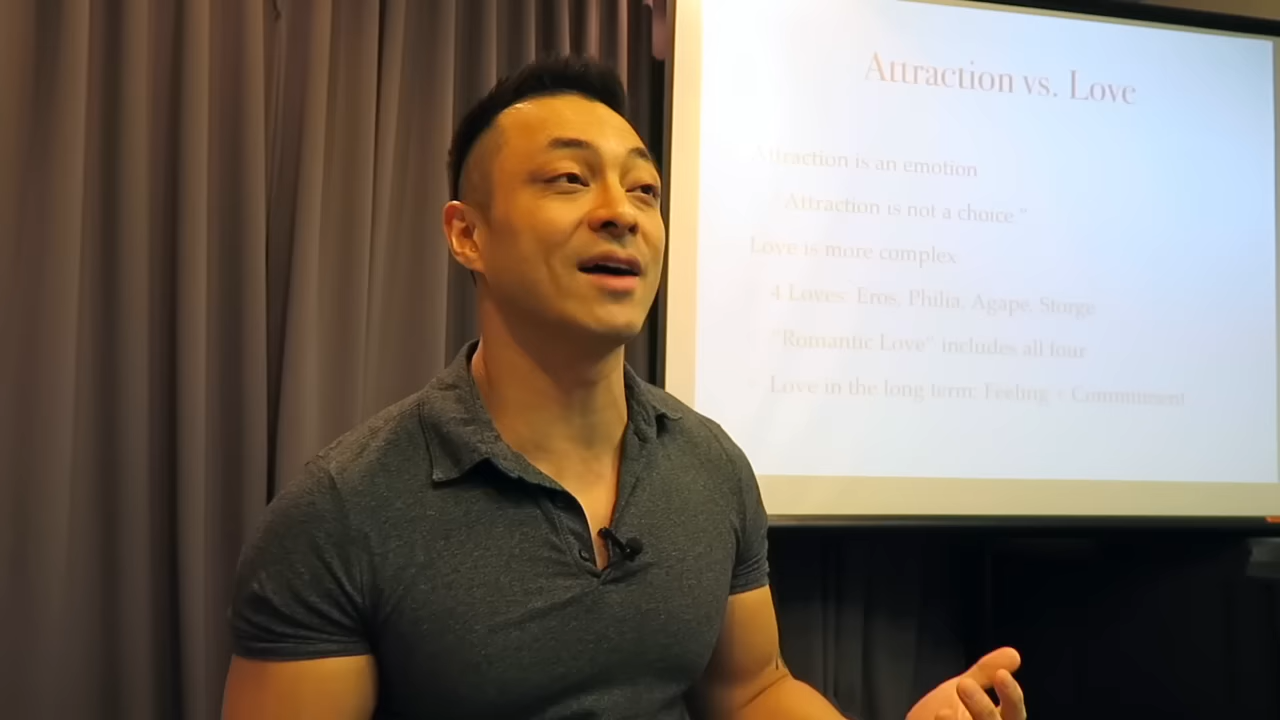 Attraction vs. Love
Attraction is an emotion
"Attraction is not a choice."
Love is more complex
4 Loves: Eros, Philia, Agape, Storge
"Romantic Love" includes all four
Love in the long term: Feeling + Commitment